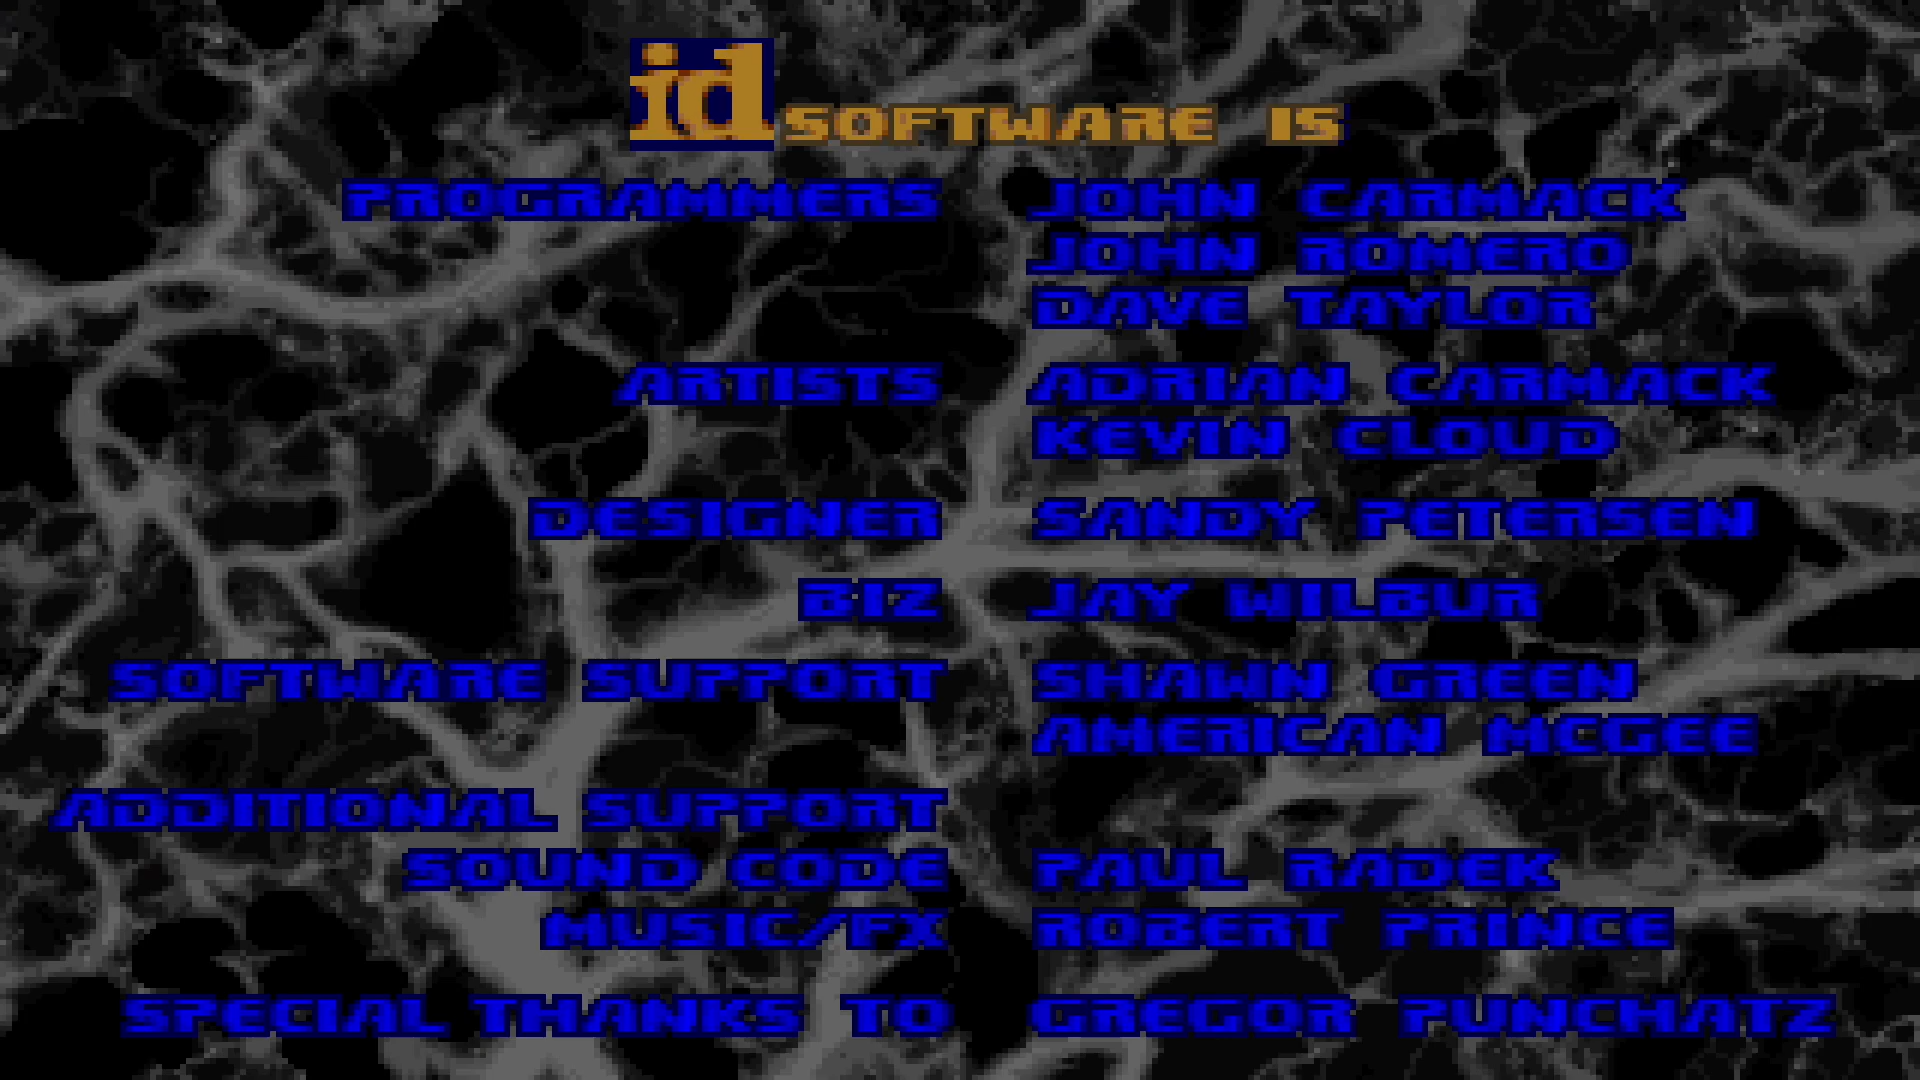 id SOFTWARE IS
PROGRAMMERS JOHN CARMACK
JOHN ROMERO
DAVE TAYLOR
ARTISTS ADRIAN CARMACK
KEVIN CLOUD
DESIGNER SANDY PETERSEN
BIZ JAY WILBUR
SOFTWARE SUPPORT SHAWN GREEN
AMERICAN MCGEE
ADDITIONAL SUPPORT
SOUND CODE PAUL RADEK
MUSIC/FX ROBERT PRINCE
SPECIAL THANKS TO GREGOR PUNCHATZ